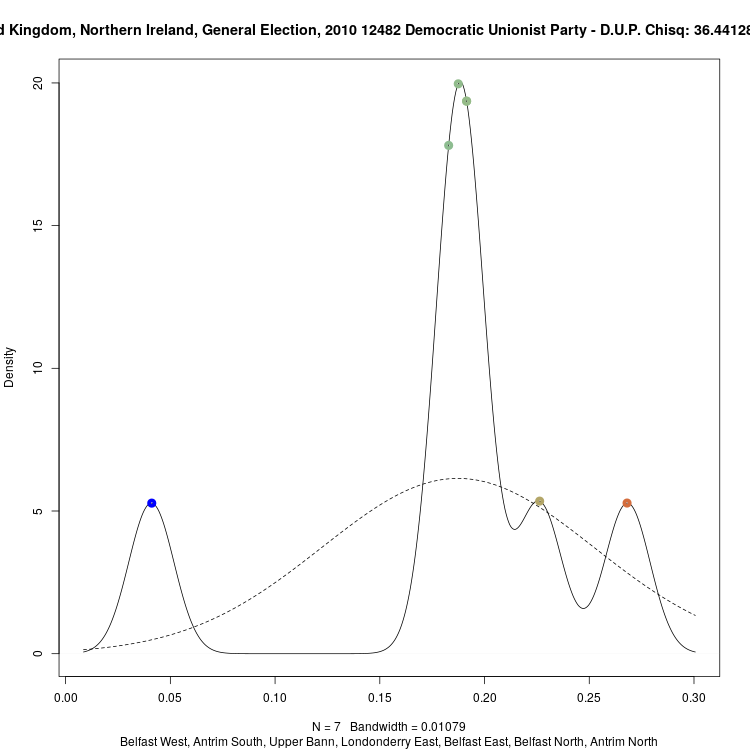 d Kingdom, Northern Ireland, General Election, 2010 12482 Democratic Unionist Party - D.U.P. Chisq: 36.44128
Density
20
15
10
5
0
0.00 0.05 0.10 0.15 0.20 0.25 0.30
N = 7 Bandwidth = 0.01079
Belfast West, Antrim South, Upper Bann, Londonderry East, Belfast East, Belfast North, Antrim North